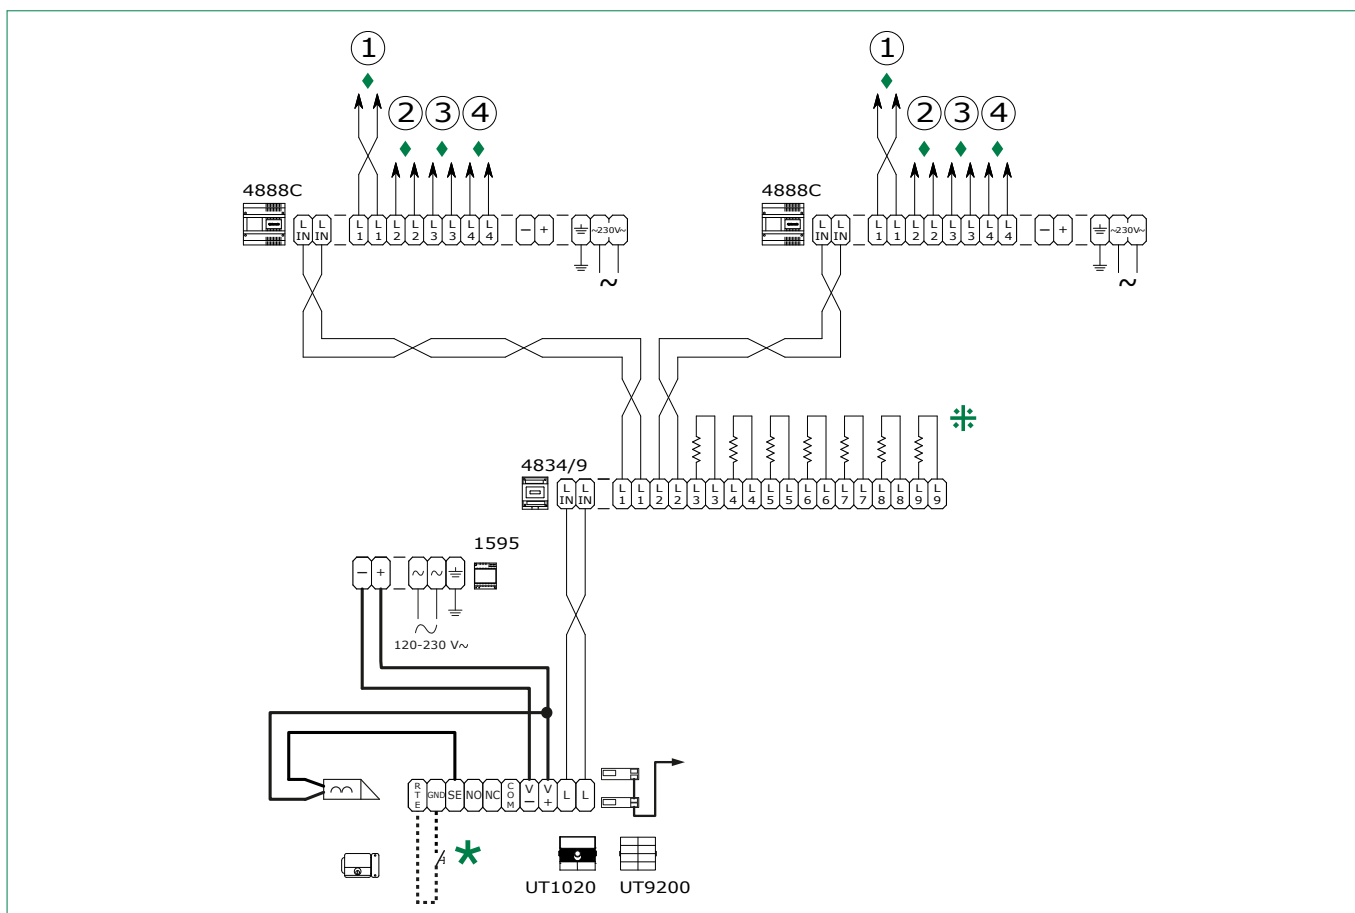 ① ①
② ③ ④ ② ③ ④
4888C 4888C
L IN L IN L 1 L 1 L 2 L 2 L 3 L 3 L 4 L 4 − + ~230V~ L IN L IN L 1 L 1 L 2 L 2 L 3 L 3 L 4 L 4 − + ~230V~
~ ~
4834/9
L IN L IN L 1 L 1 L 2 L 2 L 3 L 3 L 4 L 4 L 5 L 5 L 6 L 6 L 7 L 7 L 8 L 8 L 9 L 9
1595
− + ~ ~
~
120-230 V~
RTE GND SE NO NC COM V − V + L L
*
UT1020 UT9200